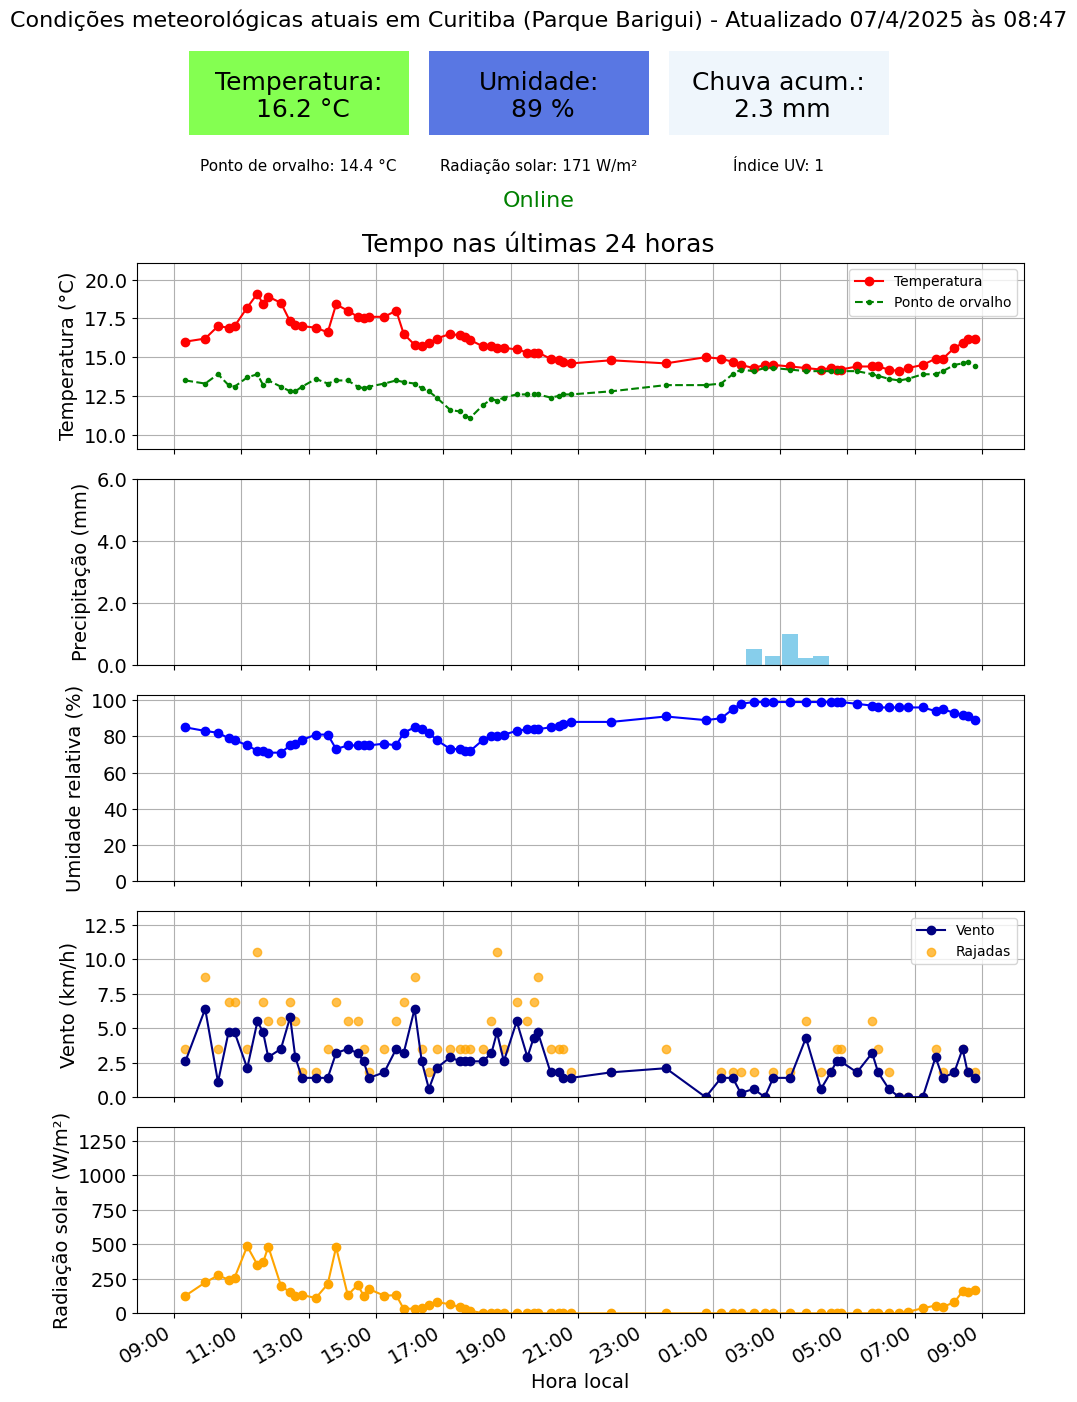 Condições meteorológicas atuais em Curitiba (Parque Barigui) - Atualizado 07/4/2025 às 08:47
Temperatura:
16.2 °C
Umidade:
89 %
Chuva acum.:
2.3 mm
Ponto de orvalho: 14.4 °C
Radiação solar: 171 W/m²
Índice UV: 1
Online
Tempo nas últimas 24 horas
Temperatura (°C)
20.0
17.5
15.0
12.5
10.0
Temperatura
Ponto de orvalho
Precipitação (mm)
6.0
4.0
2.0
0.0
Umidade relativa (%)
100
80
60
40
20
0
Vento (km/h)
12.5
10.0
7.5
5.0
2.5
0.0
Vento
Rajadas
Radiação solar (W/m²)
1250
1000
750
500
250
0
09:00
11:00
13:00
15:00
17:00
19:00
21:00
23:00
01:00
03:00
05:00
07:00
09:00
Hora local